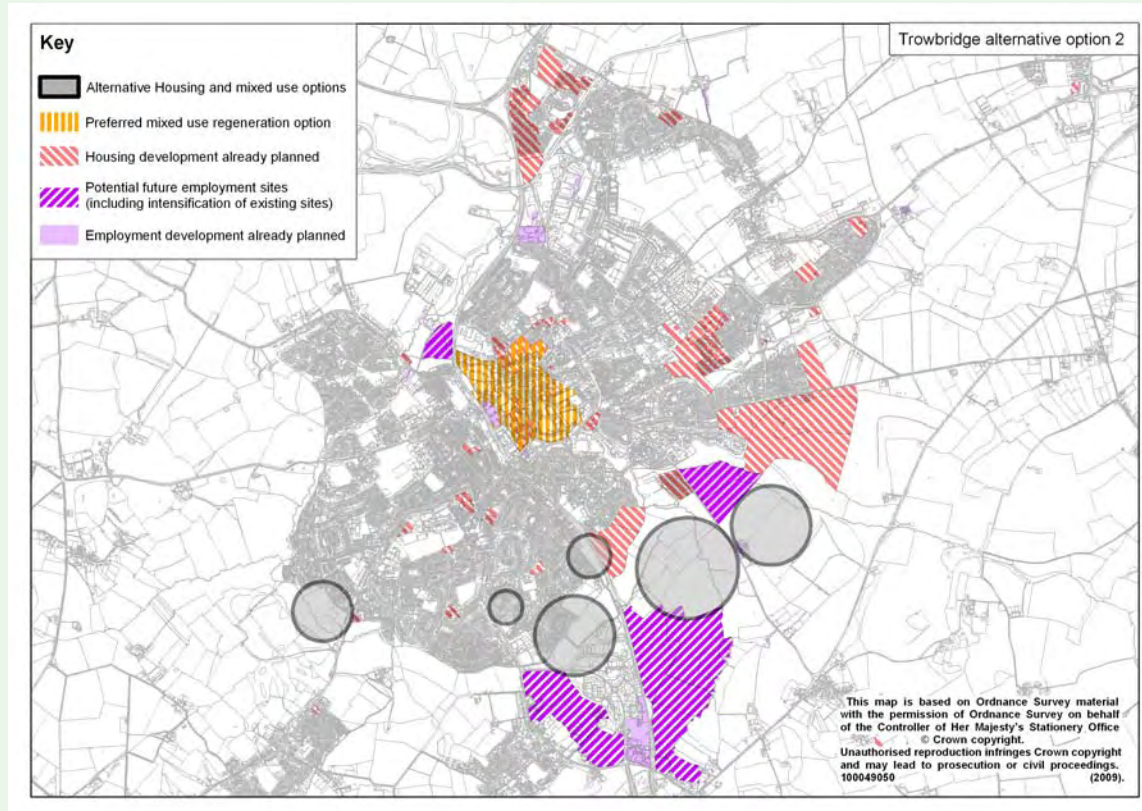 Key
Trowbridge alternative option 2
Alternative Housing and mixed use options
Preferred mixed use regeneration option
Housing development already planned
Potential future employment sites
(including intensification of existing sites)
Employment development already planned
This map is based on Ordnance Survey material
with the permission of Ordnance Survey on behalf
of the Controller of Her Majesty's Stationery Office
© Crown copyright.
Unauthorised reproduction infringes Crown copyright
and may lead to prosecution or civil proceedings.
100049050 (2009).